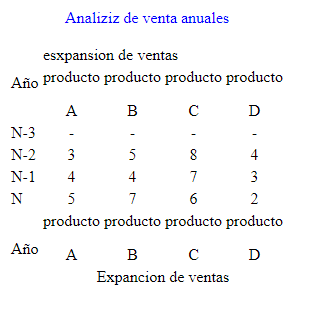 Analiziz de venta anuales
esxpansion de ventas
Año producto producto producto producto
A B C D
N-3 - - - -
N-2 3 5 8 4
N-1 4 4 7 3
N 5 7 6 2
Año producto producto producto producto
A B C D
Expancion de ventas